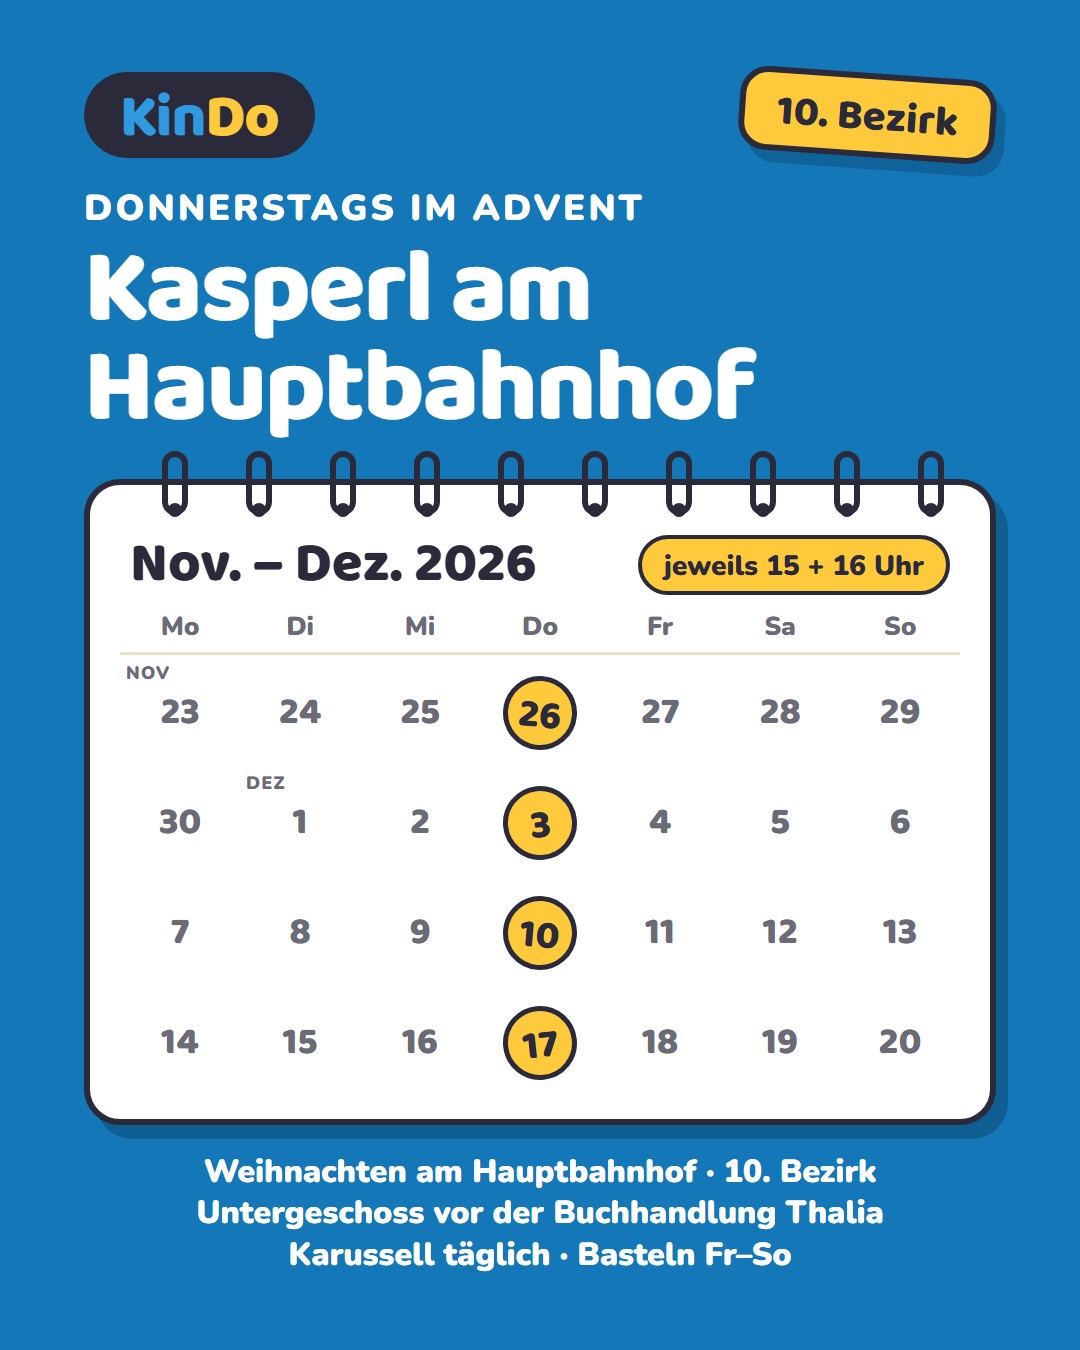 KinDo
10. Bezirk
DONNERSTAGS IM ADVENT
Kasperl am
Hauptbahnhof
Nov. – Dez. 2026
jeweils 15 + 16 Uhr
Mo Di Mi Do Fr Sa So
NOV
23 24 25 26 27 28 29
DEZ
30 1 2 3 4 5 6
7 8 9 10 11 12 13
14 15 16 17 18 19 20
Weihnachten am Hauptbahnhof · 10. Bezirk
Untergeschoss vor der Buchhandlung Thalia
Karussell täglich · Basteln Fr–So